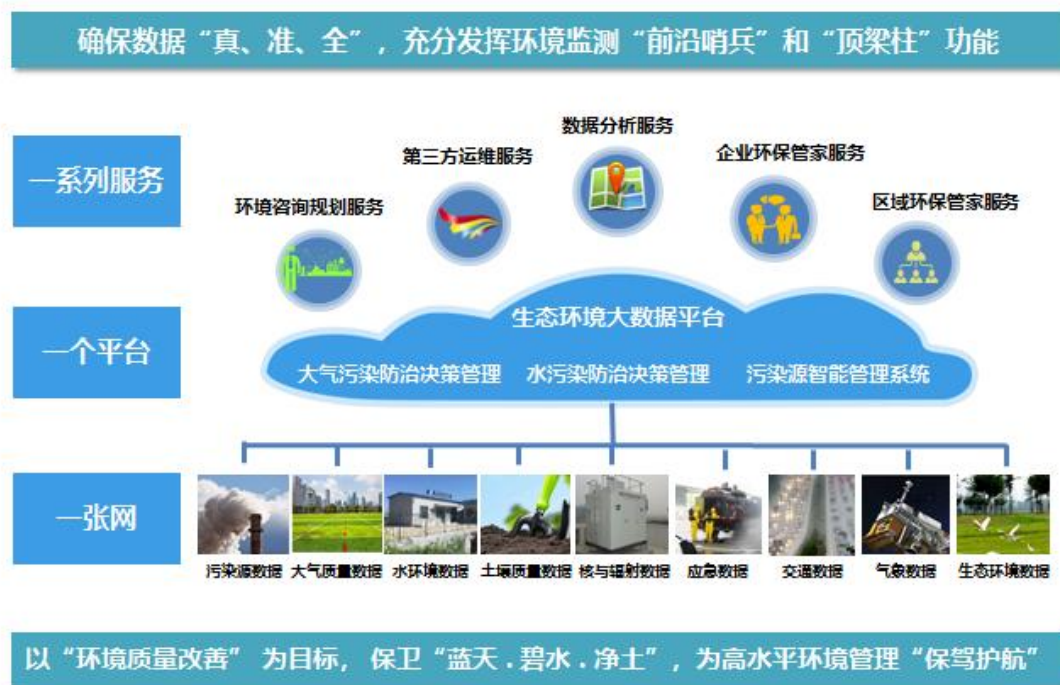 确保数据“真、准、全”，充分发挥环境监测“前沿哨兵”和“顶梁柱”功能
一系列服务
环境咨询规划服务
第三方运维服务
数据分析服务
企业环保管家服务
区域环保管家服务
一个平台
生态环境大数据平台
大气污染防治决策管理 水污染防治决策管理 污染源智能管理系统
一张网
污染源数据 大气质量数据 水环境数据 土壤质量数据 核与辐射数据 应急数据 交通数据 气象数据 生态环境数据
以“环境质量改善” 为目标， 保卫“蓝天.碧水.净土”，为高水平环境管理“保驾护航”